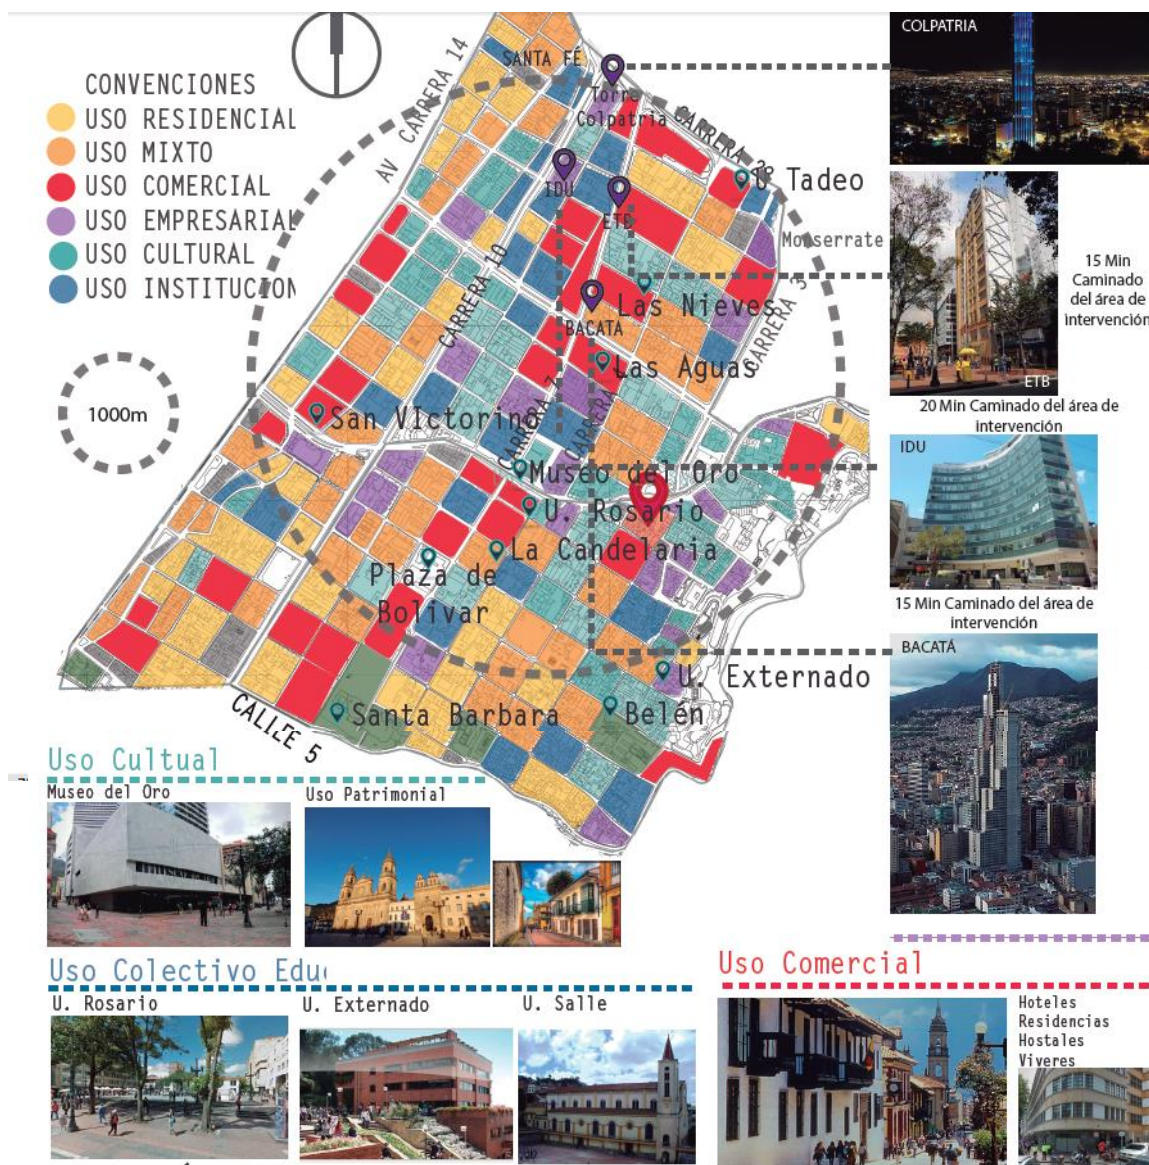 CONVENCIONES
USO RESIDENCIAL
USO MIXTO
USO COMERCIAL
USO EMPRESARIAL
USO CULTURAL
USO INSTITUCION
1000m
AV CARRERA 14
SANTA FÉ
Torre
Colpatria
CARRERA
IDU
ETB
U. Tadeo
Monserrate
CARRERA 10
CARRERA 3
Las Nieves
BACATA
Las Aguas
San VIctorino
CARRERA
CARRERA
Museo del Oro
U. Rosario
La Candelaria
Plaza de
Bolivar
U. Externado
Santa Barbara
Belén
CALLE 5
COLPATRIA
15 Min
Caminado
del área de
intervención
ETB
20 Min Caminado del área de
intervención
IDU
15 Min Caminado del área de
intervención
BACATÁ
Uso Cultual
Museo del Oro
Uso Patrimonial
Uso Colectivo Edu
U. Rosario
U. Externado
U. Salle
Uso Comercial
Hoteles
Residencias
Hostales
Viveres